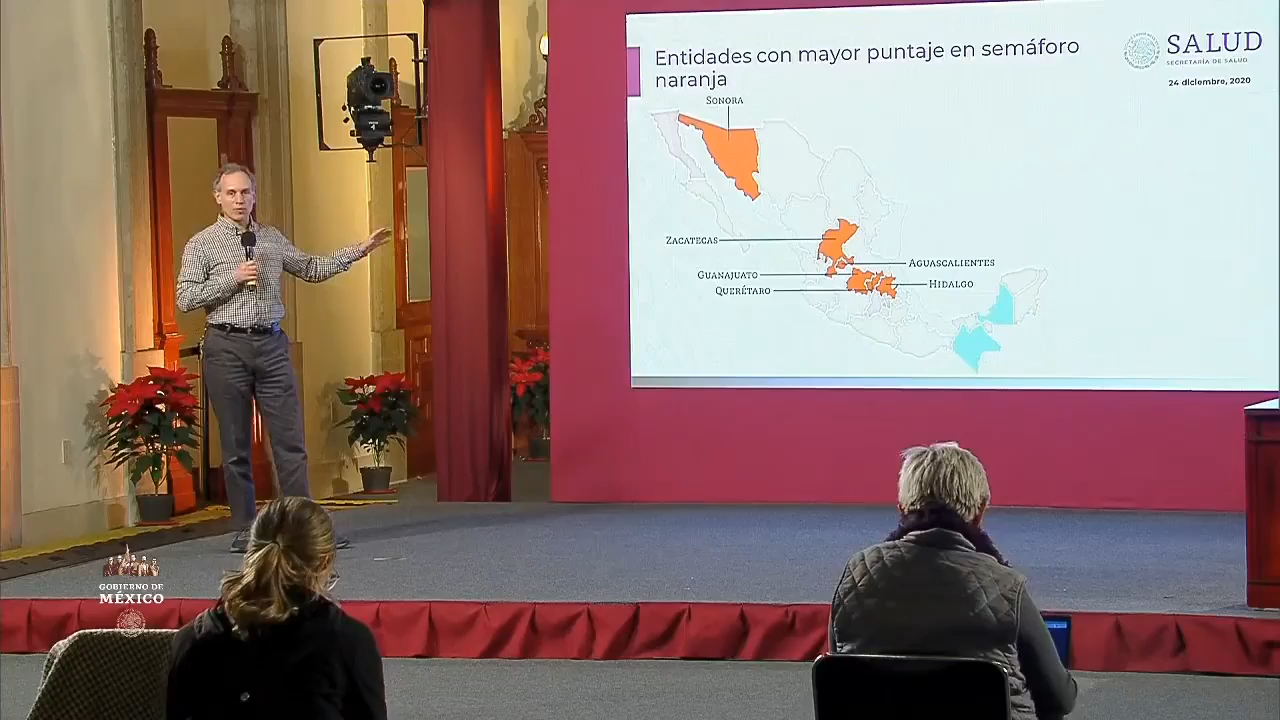 Entidades con mayor puntaje en semáforo
naranja
SALUD
SECRETARÍA DE SALUD
24 diciembre, 2020
SONORA
ZACATECAS
AGUASCALIENTES
GUANAJUATO
HIDALGO
QUERÉTARO
GOBIERNO DE
MÉXICO